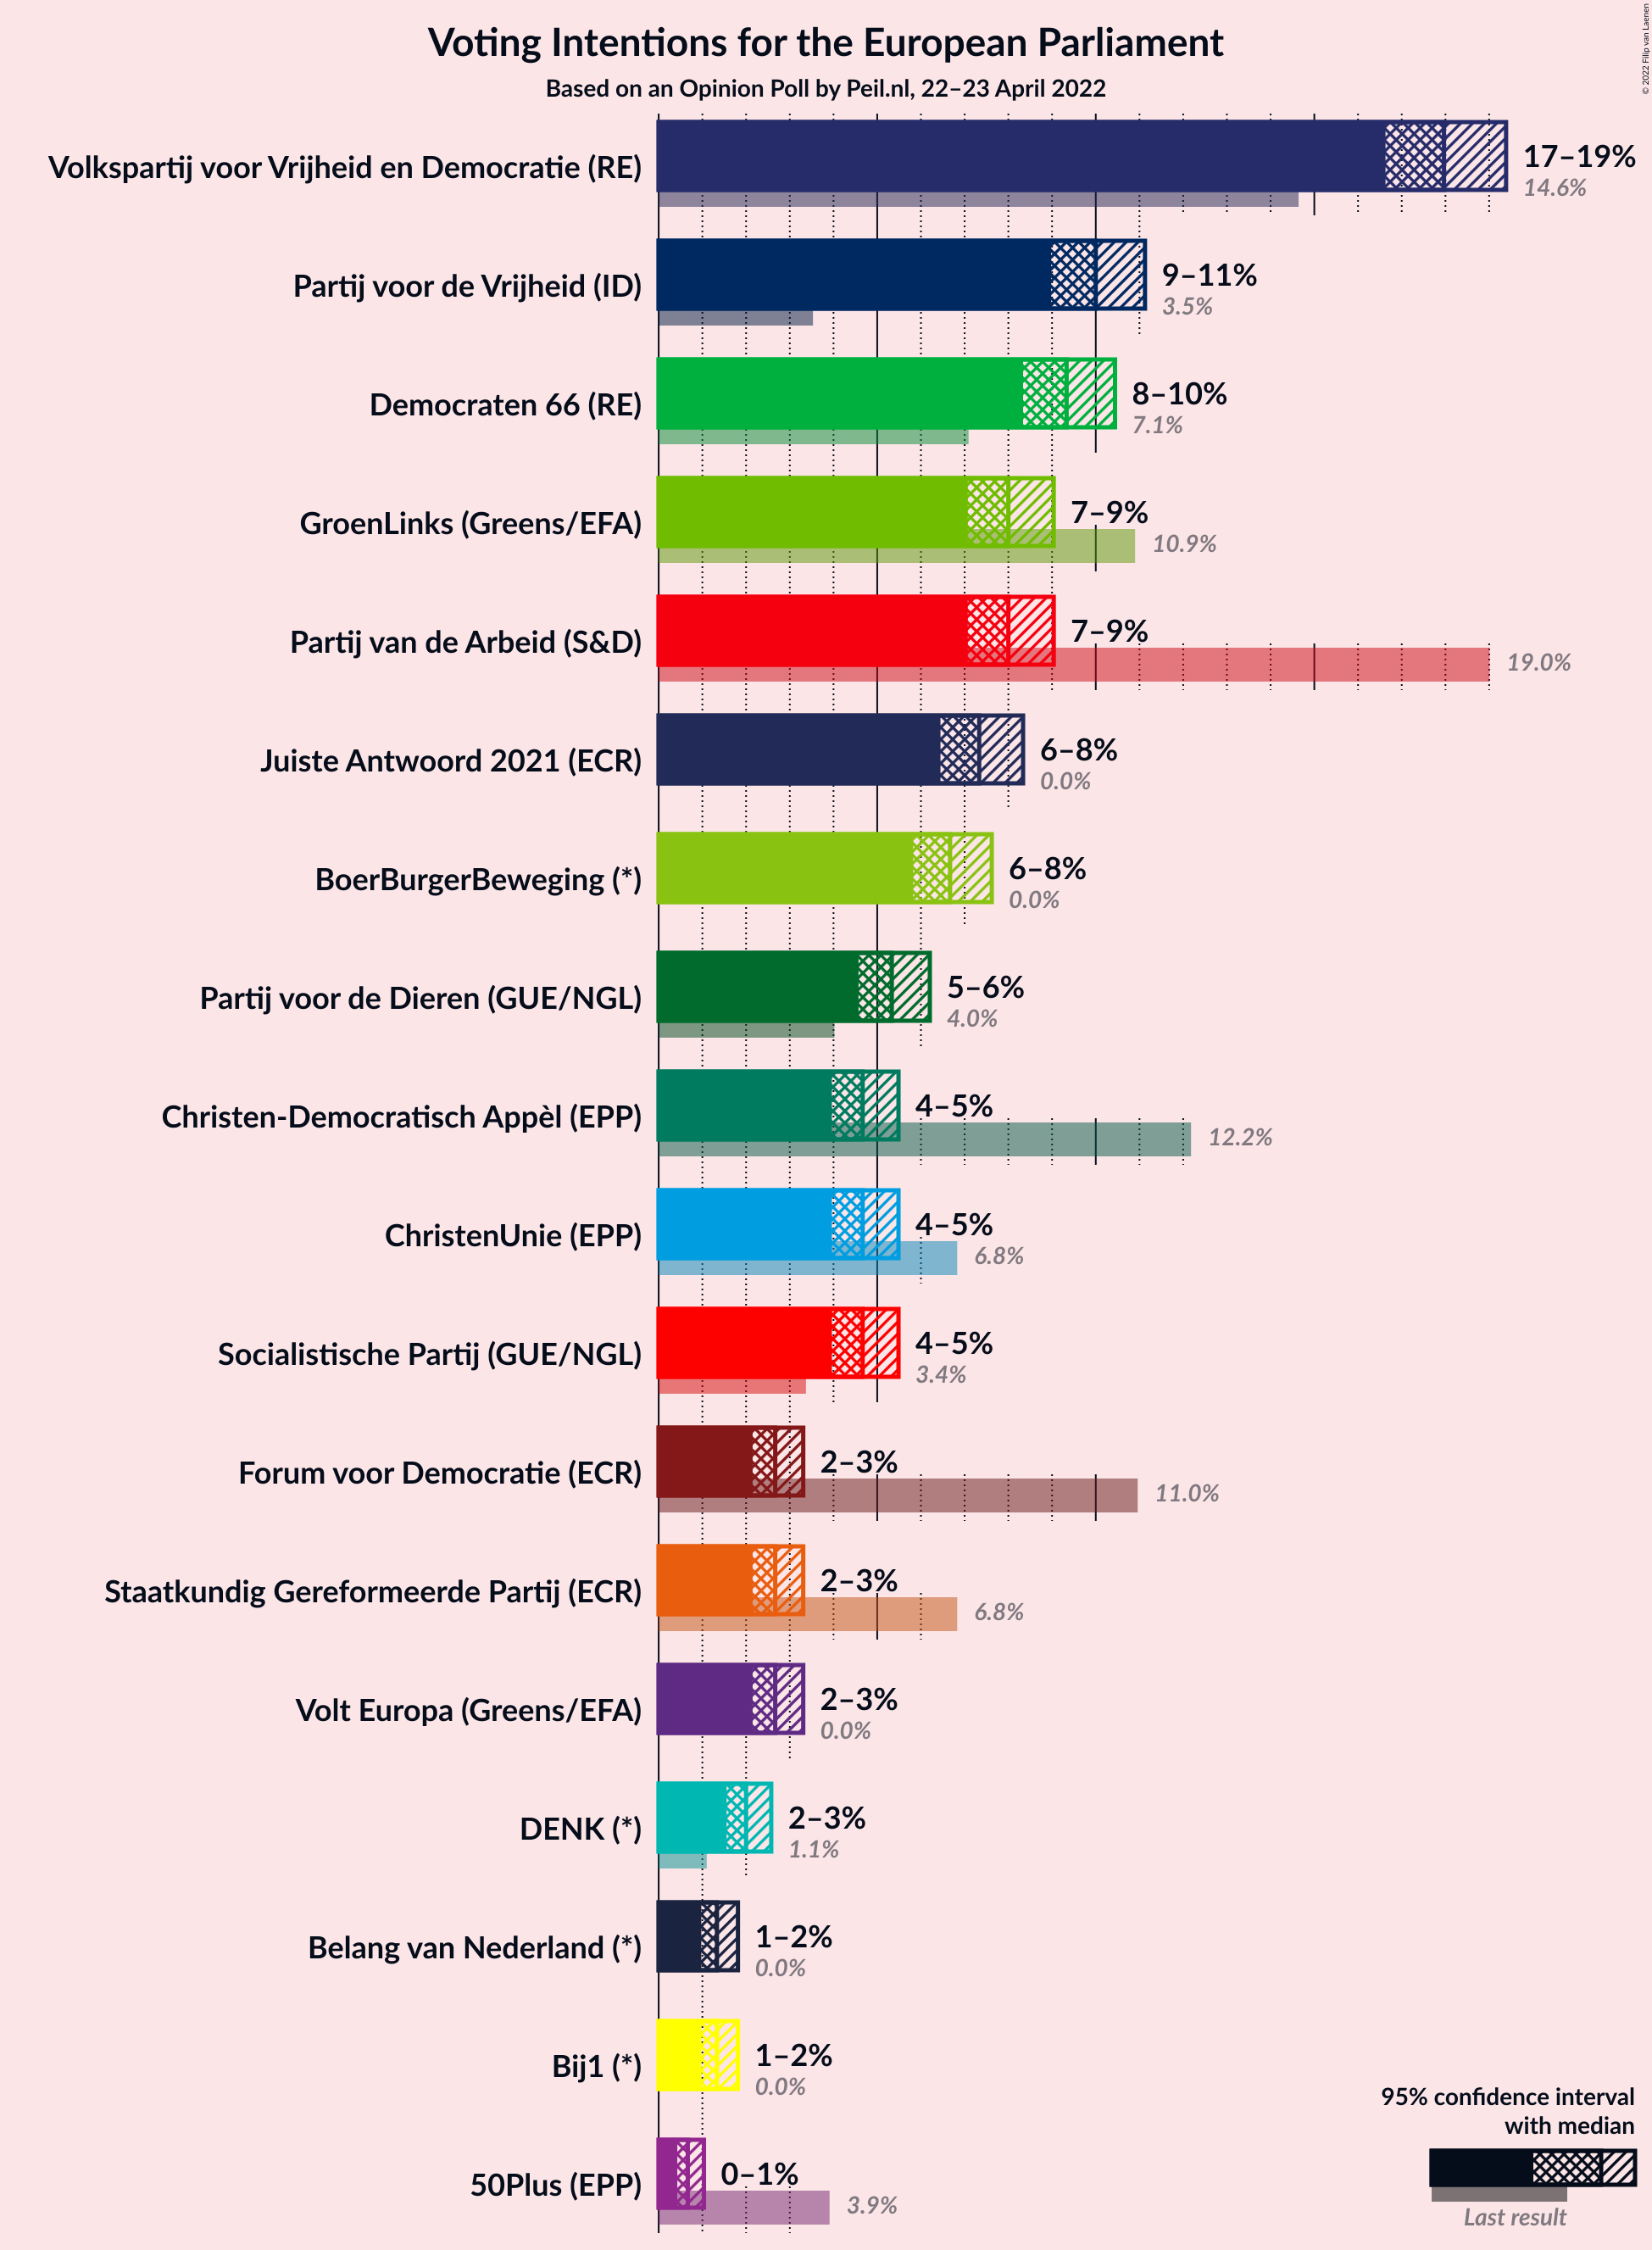 Voting Intentions for the European Parliament
Based on an Opinion Poll by Peil.nl, 22–23 April 2022
© 2022 Filip van Laenen
Volkspartij voor Vrijheid en Democratie (RE)
17–19%
14.6%
Partij voor de Vrijheid (ID)
9–11%
3.5%
Democraten 66 (RE)
8–10%
7.1%
GroenLinks (Greens/EFA)
7–9%
10.9%
Partij van de Arbeid (S&D)
7–9%
19.0%
Juiste Antwoord 2021 (ECR)
6–8%
0.0%
BoerBurgerBeweging (*)
6–8%
0.0%
Partij voor de Dieren (GUE/NGL)
5–6%
4.0%
Christen-Democratisch Appèl (EPP)
4–5%
12.2%
ChristenUnie (EPP)
4–5%
6.8%
Socialistische Partij (GUE/NGL)
4–5%
3.4%
Forum voor Democratie (ECR)
2–3%
11.0%
Staatkundig Gereformeerde Partij (ECR)
2–3%
6.8%
Volt Europa (Greens/EFA)
2–3%
0.0%
DENK (*)
2–3%
1.1%
Belang van Nederland (*)
1–2%
0.0%
Bij1 (*)
1–2%
0.0%
50Plus (EPP)
0–1%
3.9%
95% confidence interval
with median
Last result